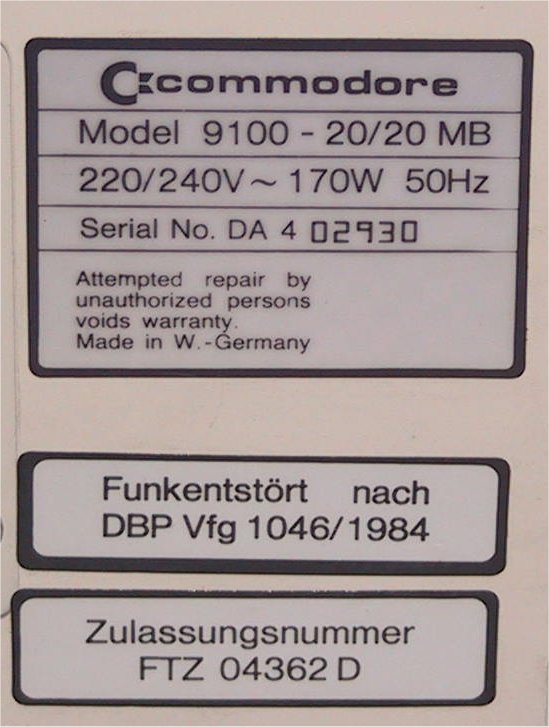 commodore
Model 9100 - 20/20 MB
220/240V ~ 170W 50Hz
Serial No. DA 4 02930
Attempted repair by
unauthorized persons
voids warranty.
Made in W.-Germany
Funkentstört nach
DBP Vfg 1046/1984
Zulassungsnummer
FTZ 04362 D